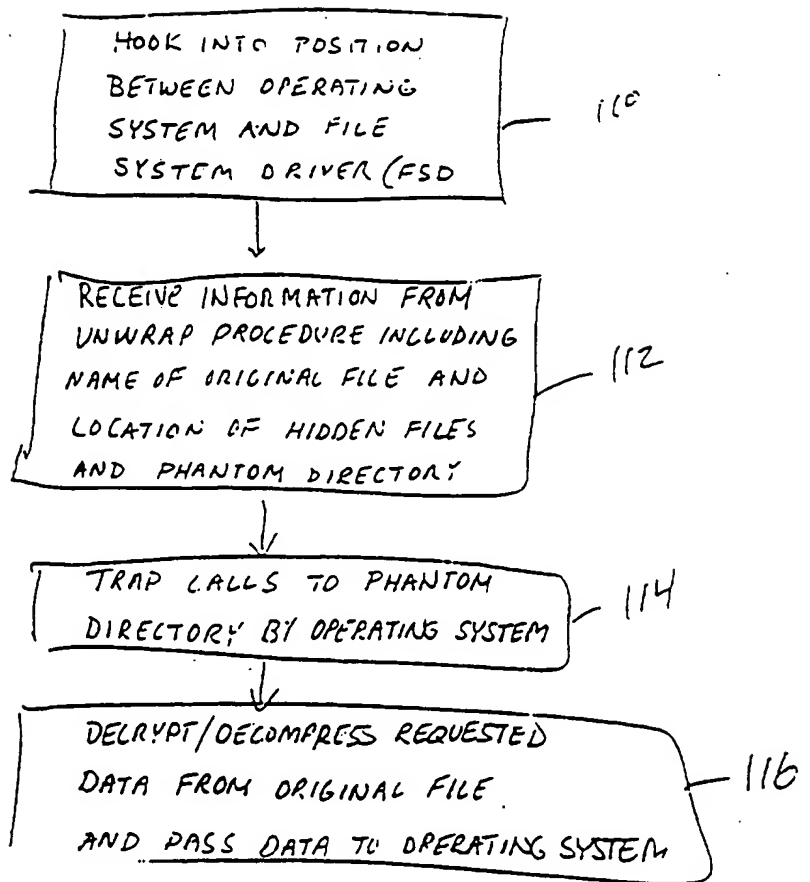 HOOK INTO POSITION
BETWEEN OPERATING
SYSTEM AND FILE
SYSTEM DRIVER (FSD
110
RECEIVE INFORMATION FROM
UNWRAP PROCEDURE INCLUDING
NAME OF ORIGINAL FILE AND
LOCATION OF HIDDEN FILES
AND PHANTOM DIRECTORY
112
TRAP CALLS TO PHANTOM
DIRECTORY BY OPERATING SYSTEM
114
DECRYPT/DECOMPRESS REQUESTED
DATA FROM ORIGINAL FILE
AND PASS DATA TO OPERATING SYSTEM
116